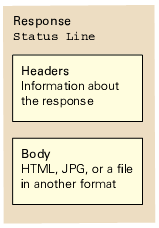 Response
Status Line
Headers
Information about
the response
Body
HTML, JPG, or a file
in another format